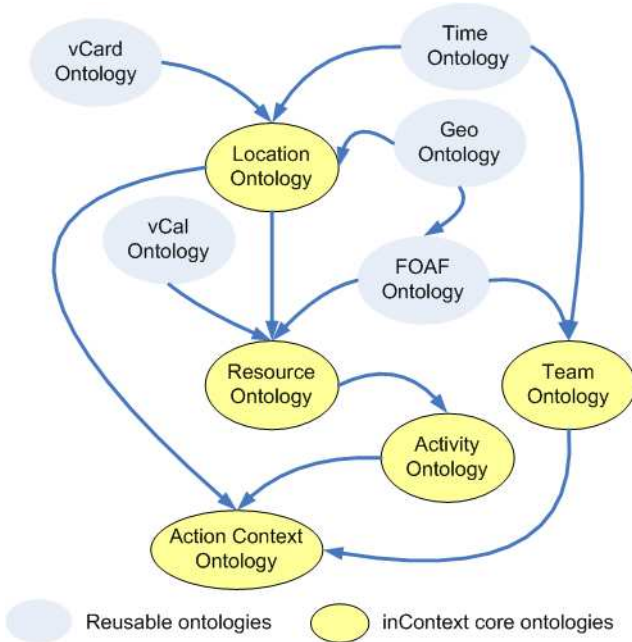 vCard
Ontology
Time
Ontology
Location
Ontology
Geo
Ontology
vCal
Ontology
FOAF
Ontology
Resource
Ontology
Team
Ontology
Activity
Ontology
Action Context
Ontology
Reusable ontologies
inContext core ontologies